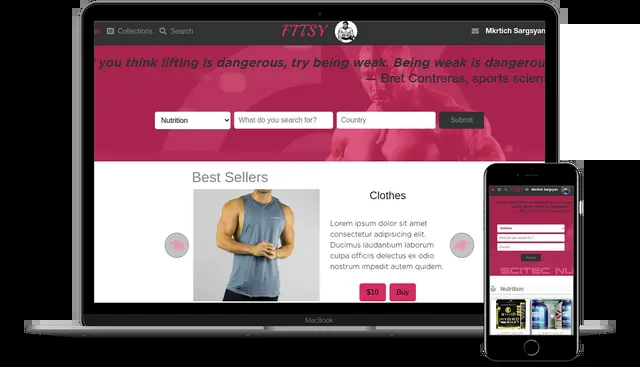 Collections
Search
FITSY
Mkrtich Sargsyan
f you think lifting is dangerous, try being weak. Being weak is dangerou
— Bret Contreras, sports scient
Nutrition
What do you search for?
Country
Submit
Best Sellers
Clothes
Lorem ipsum dolor sit amet
consectetur adipisicing elit.
Ducimus laudantium laborum
culpa officiis delectus ex odio
nostrum impedit autem quidem.
$10
Buy
MacBook
FITSY
Mkrtich Sargsyan
Nutrition
What do you search for?
Country
Submit
SCITEC NU
Nutrition